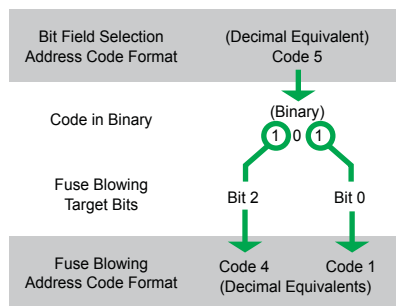 Bit Field Selection
Address Code Format
(Decimal Equivalent)
Code 5
Code in Binary
(Binary)
1 0 1
Fuse Blowing
Target Bits
Bit 2
Bit 0
Fuse Blowing
Address Code Format
Code 4
Code 1
(Decimal Equivalents)